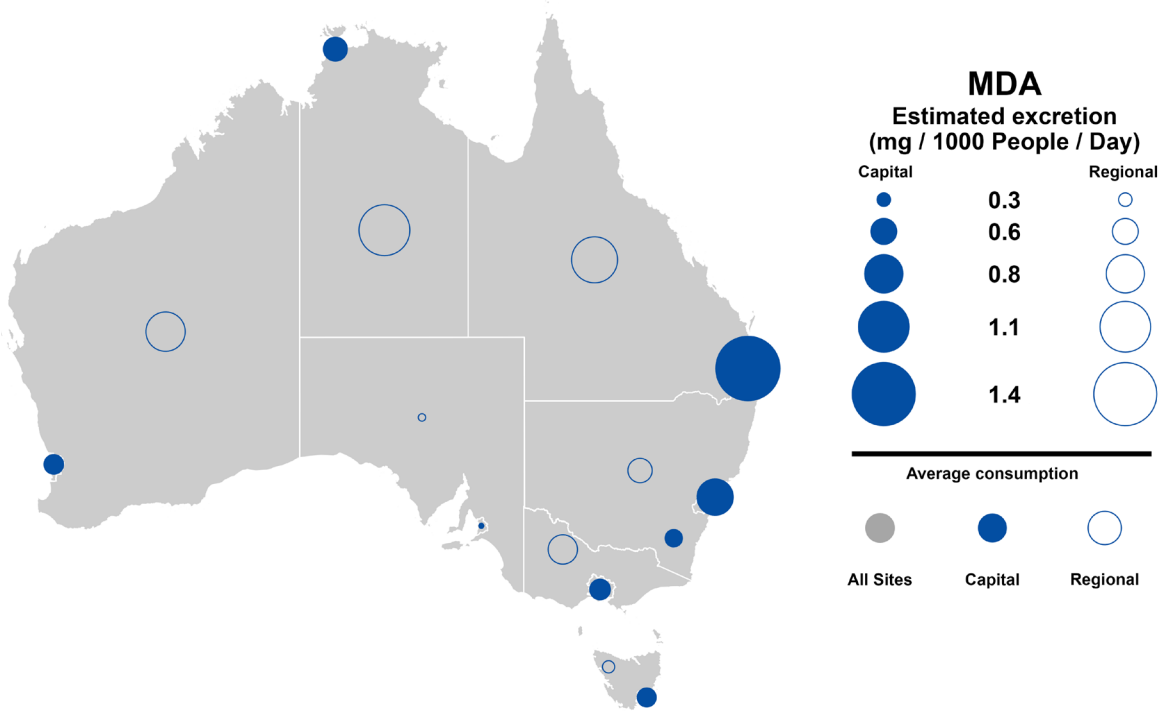 MDA
Estimated excretion
(mg / 1000 People / Day)
Capital Regional
0.3
0.6
0.8
1.1
1.4
Average consumption
All Sites Capital Regional